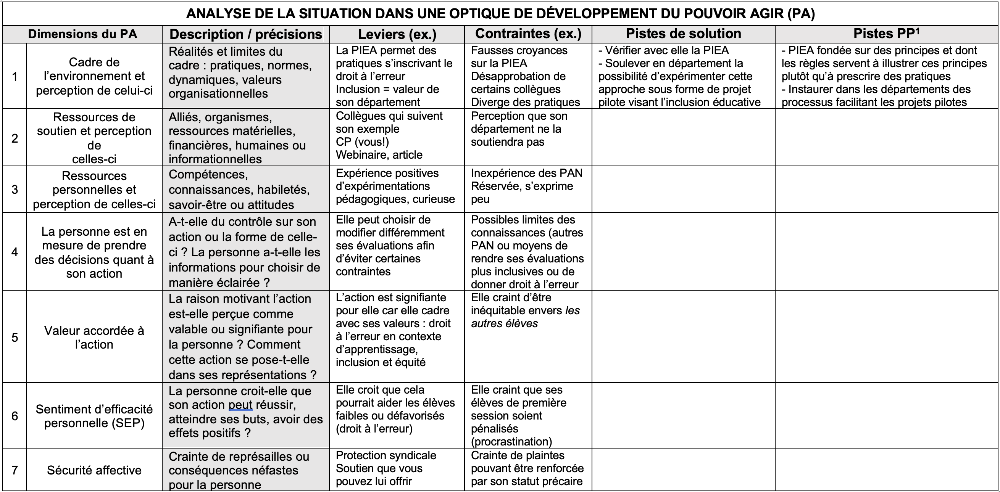 ANALYSE DE LA SITUATION DANS UNE OPTIQUE DE DÉVELOPPEMENT DU POUVOIR AGIR (PA)
Dimensions du PA
Description / précisions
Leviers (ex.)
Contraintes (ex.)
Pistes de solution
Pistes PP¹
1
Cadre de
l’environnement et
perception de celui-ci
Réalités et limites du
cadre : pratiques, normes,
dynamiques, valeurs
organisationnelles
La PIEA permet des
pratiques s’inscrivant le
droit à l’erreur
Inclusion = valeur de
son département
Fausses croyances
sur la PIEA
Désapprobation de
certains collègues
Diverge des pratiques
- Vérifier avec elle la PIEA
- Soulever en département la
possibilité d’expérimenter cette
approche sous forme de projet
pilote visant l’inclusion éducative
- PIEA fondée sur des principes et dont
les règles servent à illustrer ces principes
plutôt qu’à prescrire des pratiques
- Instaurer dans les départements des
processus facilitant les projets pilotes
2
Ressources de
soutien et perception
de
celles-ci
Alliés, organismes,
ressources matérielles,
financières, humaines ou
informationnelles
Collègues qui suivent
son exemple
CP (vous!)
Webinaire, article
Perception que son
département ne la
soutiendra pas
3
Ressources
personnelles et
perception de celles-ci
Compétences,
connaissances, habiletés,
savoir-être ou attitudes
Expérience positives
d’expérimentations
pédagogiques, curieuse
Inexpérience des PAN
Réservée, s’exprime
peu
4
La personne est en
mesure de prendre
des décisions quant à
son action
A-t-elle du contrôle sur son
action ou la forme de celle-
ci ? La personne a-t-elle les
informations pour choisir de
manière éclairée ?
Elle peut choisir de
modifier différemment
ses évaluations afin
d’éviter certaines
contraintes
Possibles limites des
connaissances (autres
PAN ou moyens de
rendre ses évaluations
plus inclusives ou de
donner droit à l’erreur
5
Valeur accordée à
l’action
La raison motivant l’action
est-elle perçue comme
valable ou signifiante pour
la personne ? Comment
cette action se pose-t-elle
dans ses représentations ?
L’action est signifiante
pour elle car elle cadre
avec ses valeurs : droit
à l’erreur en contexte
d’apprentissage,
inclusion et équité
Elle craint d’être
inéquitable envers les
autres élèves
6
Sentiment d’efficacité
personnelle (SEP)
La personne croit-elle que
son action peut réussir,
atteindre ses buts, avoir des
effets positifs ?
Elle croit que cela
pourrait aider les élèves
faibles ou défavorisés
(droit à l’erreur)
Elle craint que ses
élèves de première
session soient
pénalisés
(procrastination)
7
Sécurité affective
Crainte de représailles ou
conséquences néfastes
pour la personne
Protection syndicale
Soutien que vous
pouvez lui offrir
Crainte de plaintes
pouvant être renforcée
par son statut précaire